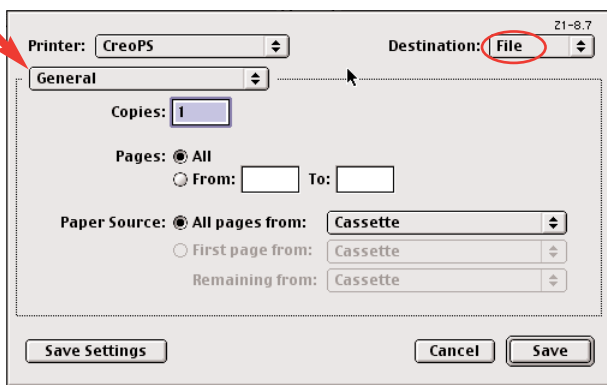 Z1-8.7
Printer: CreoPS Destination: File
General
Copies: 1
Pages: All
From: To:
Paper Source: All pages from: Cassette
First page from: Cassette
Remaining from: Cassette
Save Settings Cancel Save